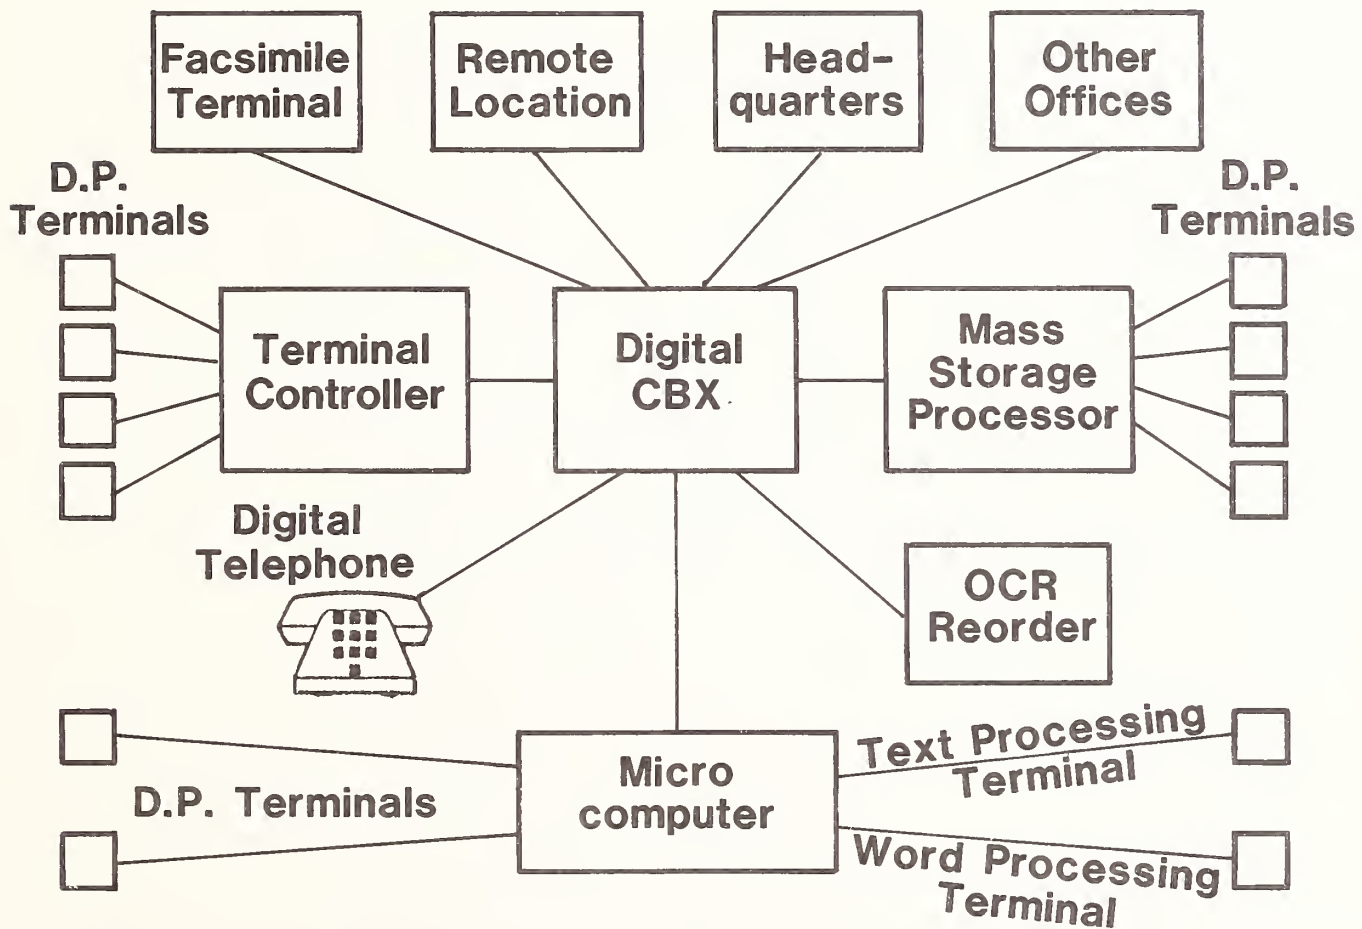 Facsimile
Terminal
Remote
Location
Head-
quarters
Other
Offices
D.P.
Terminals
D.P.
Terminals
Terminal
Controller
Digital
CBX
Mass
Storage
Processor
Digital
Telephone
OCR
Reorder
Micro
computer
D.P. Terminals
Text Processing
Terminal
Word Processing
Terminal